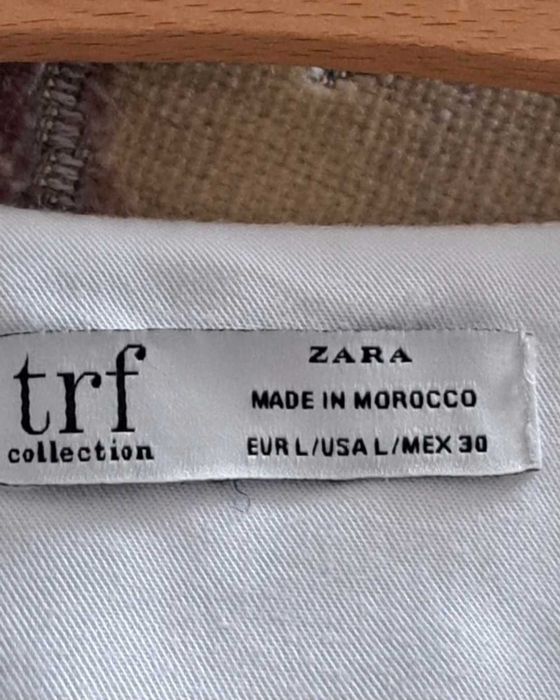 trf
collection
ZARA
MADE IN MOROCCO
EUR L/USA L/MEX 30